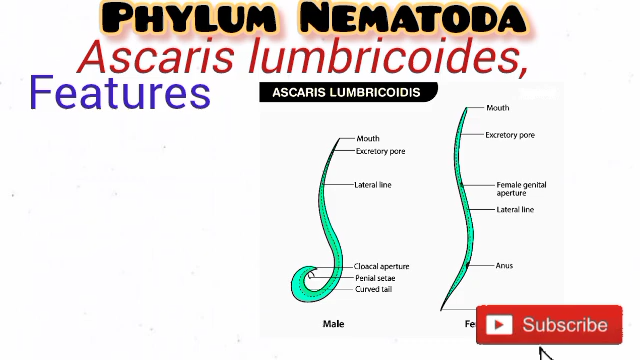 Phylum Nematoda
Ascaris lumbricoides,
Features
ASCARIS LUMBRICOIDIS
Mouth
Excretory pore
Lateral line
Cloacal aperture
Penial setae
Curved tail
Male
Mouth
Excretory pore
Female genital
aperture
Lateral line
Anus
Subscribe